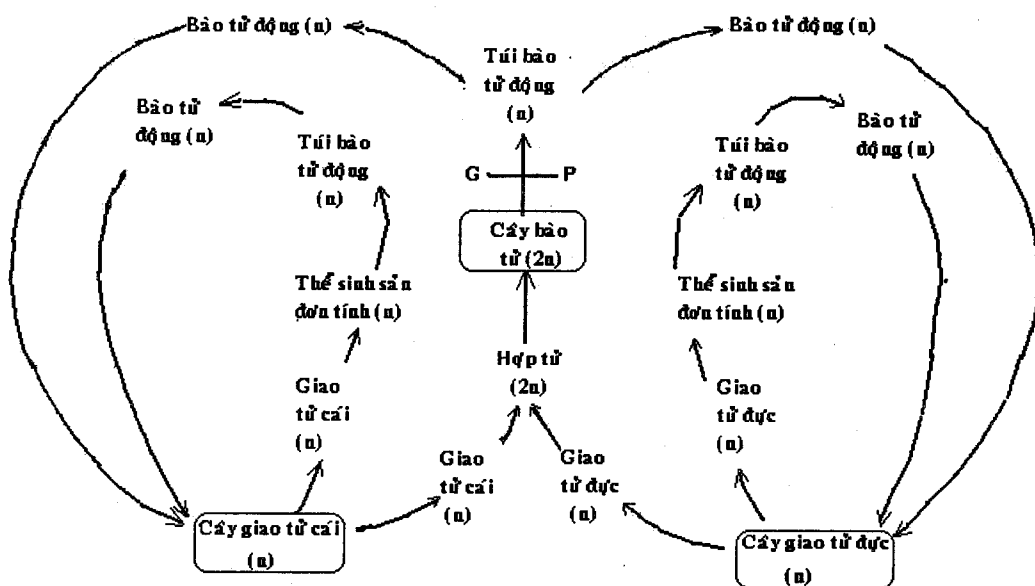 Bào tử động (n)
Bào tử động (n)
Túi bào
tử động
(n)
Bào tử
động (n)
Túi bào
tử động
(n)
Túi bào
tử động
(n)
Bào tử
động (n)
G
P
Cây bào
tử (2n)
Thể sinh sản
đơn tính (n)
Thể sinh sản
đơn tính (n)
Hợp tử
(2n)
Giao
tử cái
(n)
Giao
tử đực
(n)
Giao
tử cái
(n)
Giao
tử đực
(n)
Cây giao tử cái
(n)
Cây giao tử đực
(n)